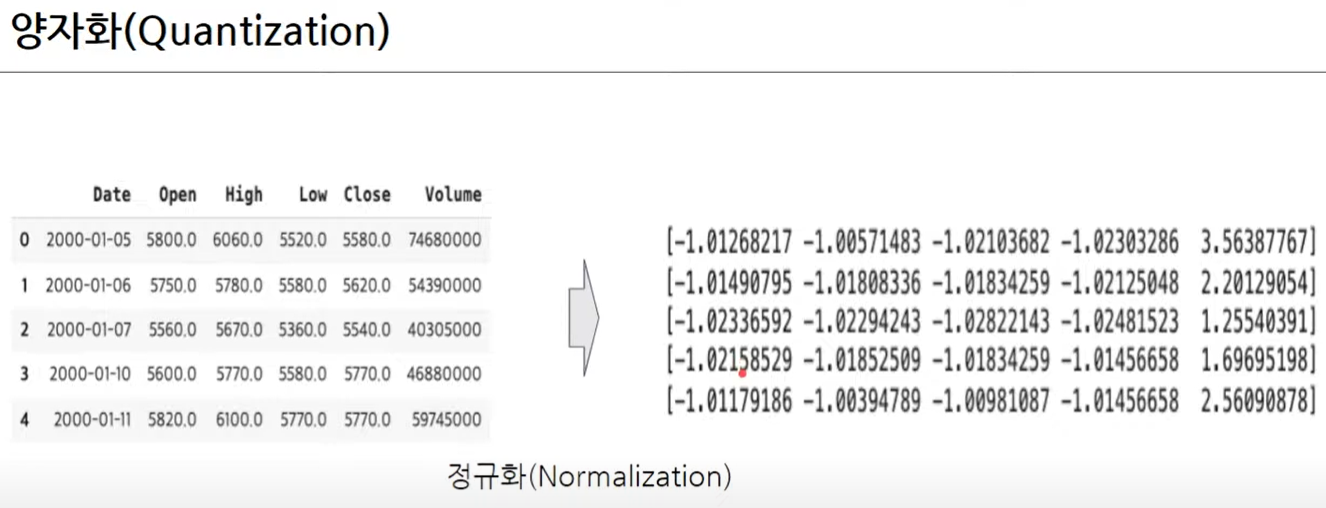 양자화(Quantization)
Date Open High Low Close Volume
0 2000-01-05 5800.0 6060.0 5520.0 5580.0 74680000
1 2000-01-06 5750.0 5780.0 5580.0 5620.0 54390000
2 2000-01-07 5560.0 5670.0 5360.0 5540.0 40305000
3 2000-01-10 5600.0 5770.0 5580.0 5770.0 46880000
4 2000-01-11 5820.0 6100.0 5770.0 5770.0 59745000
[-1.01268217 -1.00571483 -1.02103682 -1.02303286 3.56387767]
[-1.01490795 -1.01808336 -1.01834259 -1.02125048 2.20129054]
[-1.02336592 -1.02294243 -1.02822143 -1.02481523 1.25540391]
[-1.02158529 -1.01852509 -1.01834259 -1.01456658 1.69695198]
[-1.01179186 -1.00394789 -1.00981087 -1.01456658 2.56090878]
정규화(Normalization)